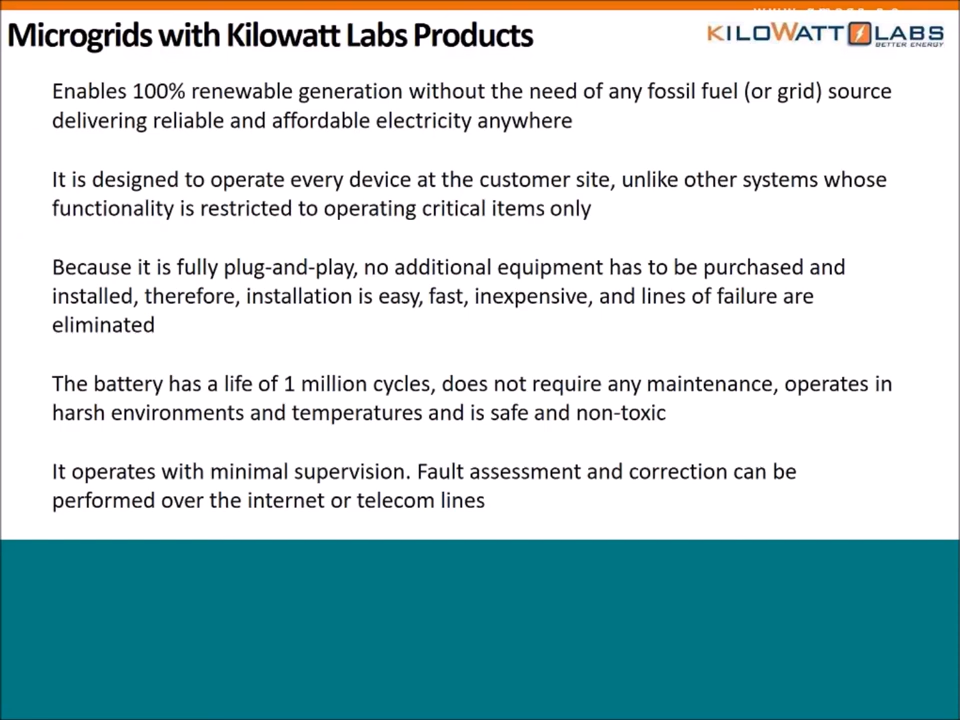 Microgrids with Kilowatt Labs Products
KILOWATT LABS
BETTER ENERGY
Enables 100% renewable generation without the need of any fossil fuel (or grid) source
delivering reliable and affordable electricity anywhere
It is designed to operate every device at the customer site, unlike other systems whose
functionality is restricted to operating critical items only
Because it is fully plug-and-play, no additional equipment has to be purchased and
installed, therefore, installation is easy, fast, inexpensive, and lines of failure are
eliminated
The battery has a life of 1 million cycles, does not require any maintenance, operates in
harsh environments and temperatures and is safe and non-toxic
It operates with minimal supervision. Fault assessment and correction can be
performed over the internet or telecom lines